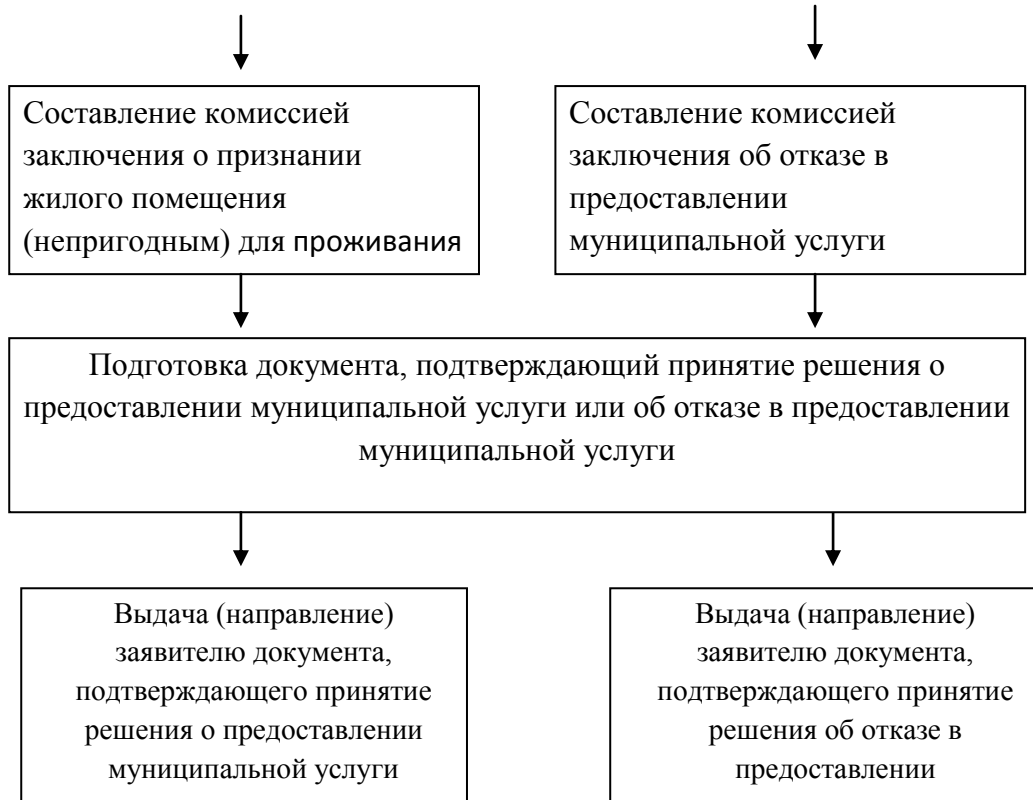 Составление комиссией
заключения о признании
жилого помещения
(непригодным) для проживания
Составление комиссией
заключения об отказе в
предоставлении
муниципальной услуги
Подготовка документа, подтверждающий принятие решения о
предоставлении муниципальной услуги или об отказе в предоставлении
муниципальной услуги
Выдача (направление)
заявителю документа,
подтверждающего принятие
решения о предоставлении
муниципальной услуги
Выдача (направление)
заявителю документа,
подтверждающего принятие
решения об отказе в
предоставлении